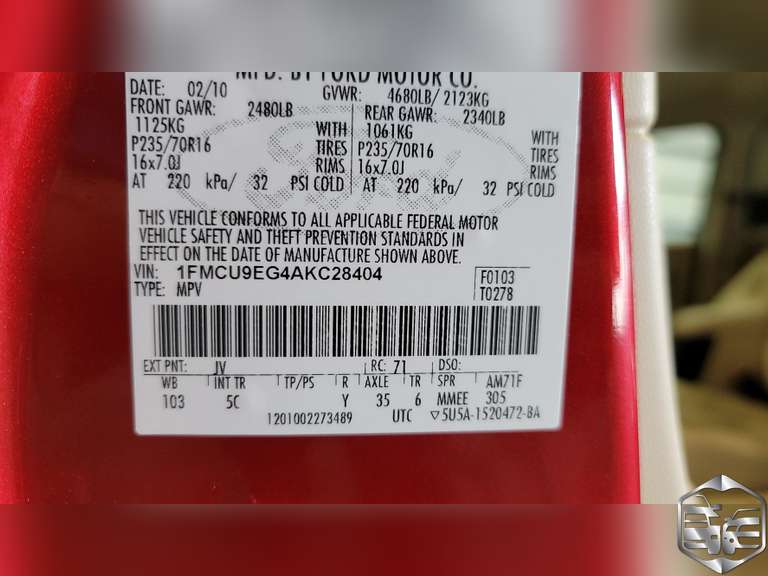 MFD. BY FORD MOTOR CO.
DATE: 02/10 GVWR: 4680LB/ 2123KG
FRONT GAWR: 2480LB REAR GAWR: 2340LB
1125KG WITH 1061KG WITH
P235/70R16 TIRES P235/70R16 TIRES
16x7.0J RIMS 16x7.0J RIMS
AT 220 kPa/ 32 PSI COLD AT 220 kPa/ 32 PSI COLD
THIS VEHICLE CONFORMS TO ALL APPLICABLE FEDERAL MOTOR
VEHICLE SAFETY AND THEFT PREVENTION STANDARDS IN
EFFECT ON THE DATE OF MANUFACTURE SHOWN ABOVE.
VIN: 1FMCU9EG4AKC28404 F0103
TYPE: MPV T0278
EXT PNT: JV RC: 71 DSO:
WB INT TR TP/PS R AXLE TR SPR AM71F
103 5C Y 35 6 MMEE 305
1201002273489 UTC ▽5U5A-1520472-BA